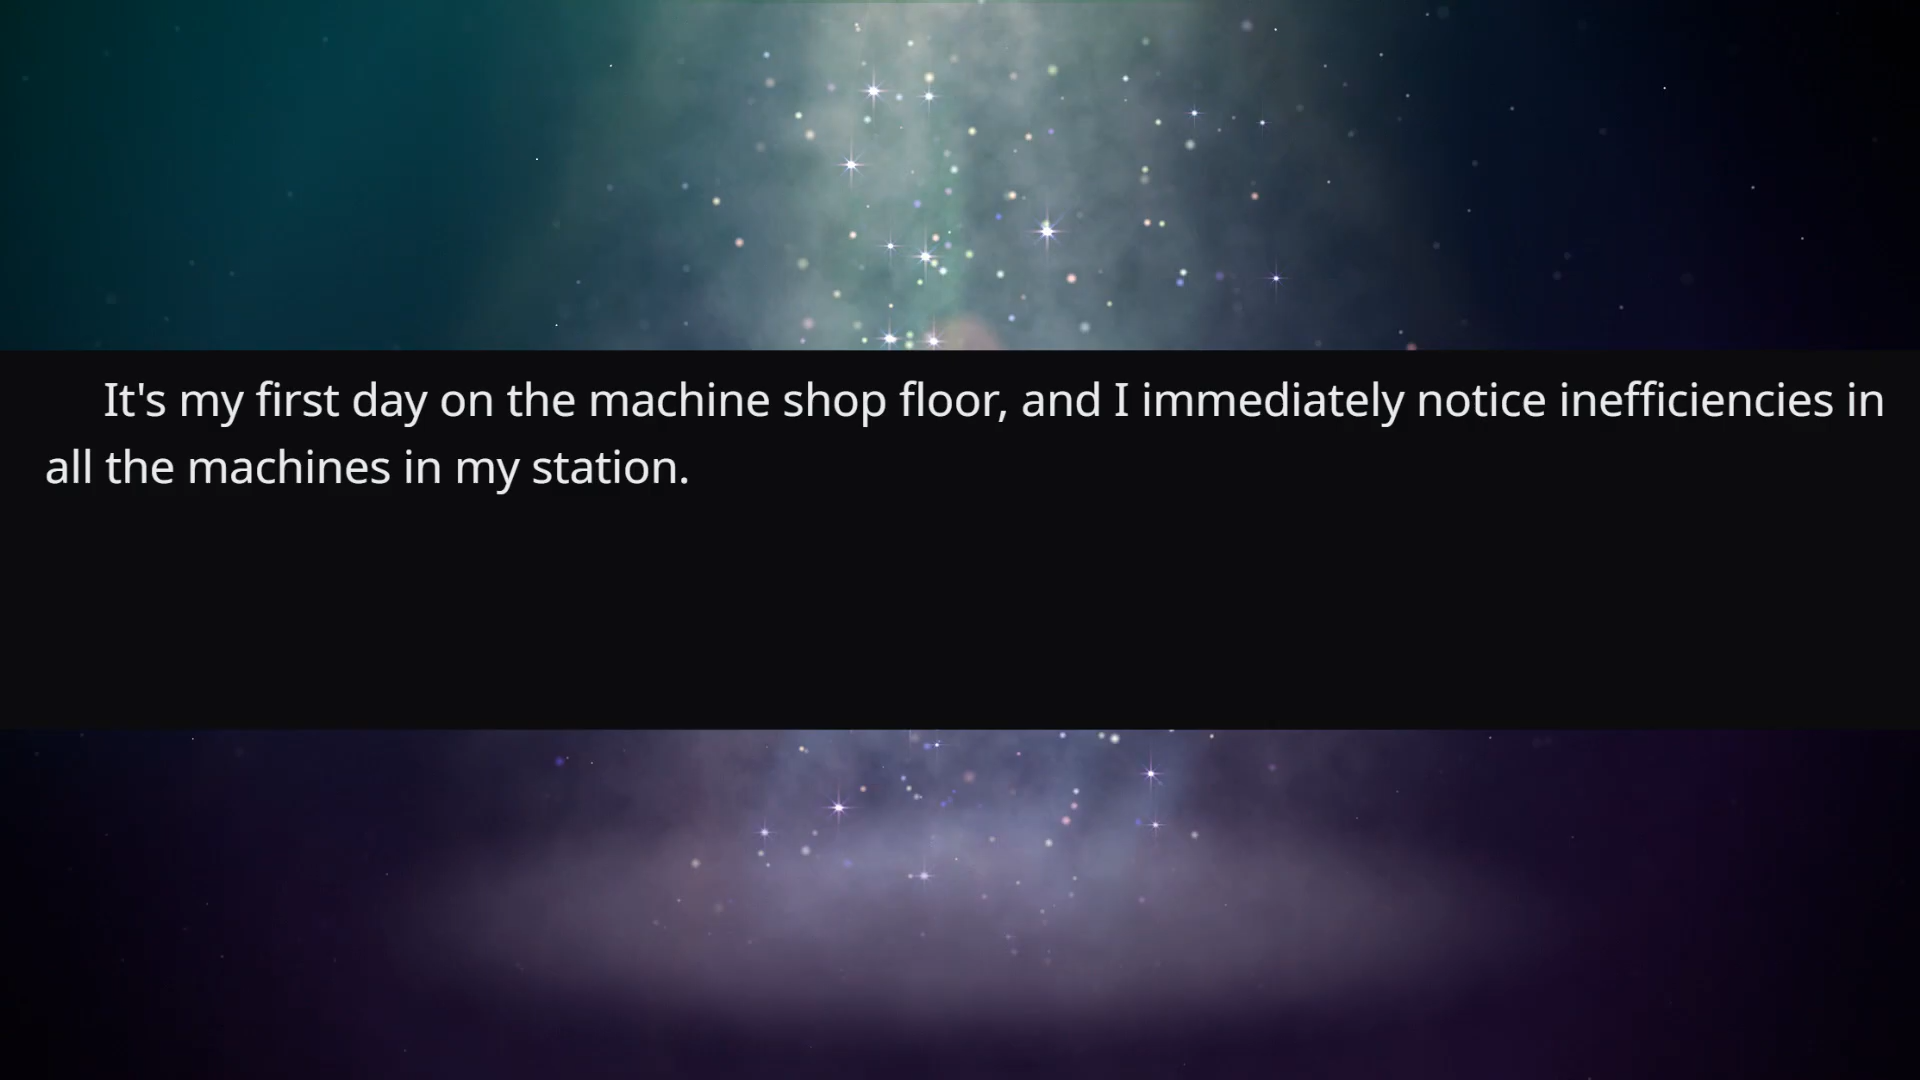 It's my first day on the machine shop floor, and I immediately notice inefficiencies in
all the machines in my station.